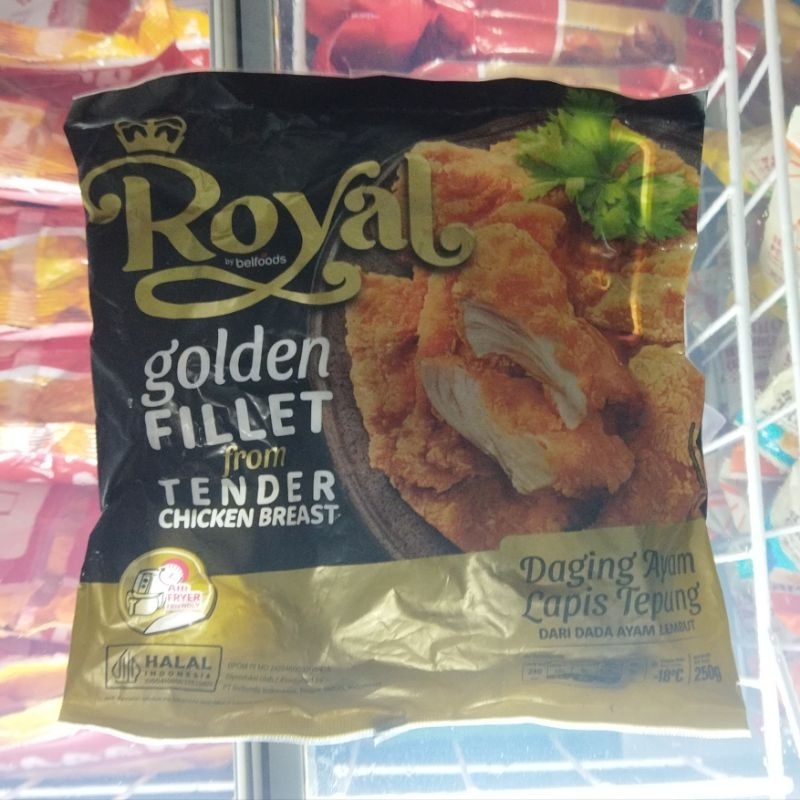 Royal
by belfoods
golden
FILLET
from
TENDER
CHICKEN BREAST
AIR
FRYER
FRIENDLY
Daging Ayam
Lapis Tepung
DARI DADA AYAM LEMBUT
HALAL
INDONESIA
-18°C
250g